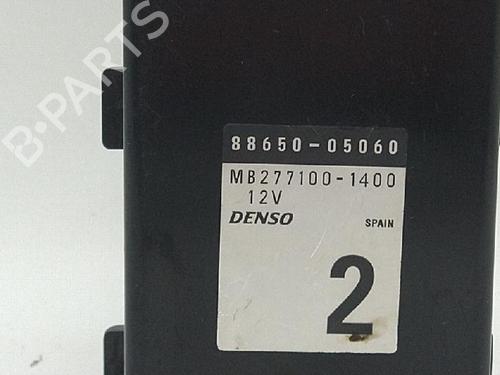 B-PARTS
88650-05060
MB277100-1400
12V
DENSO
SPAIN
2